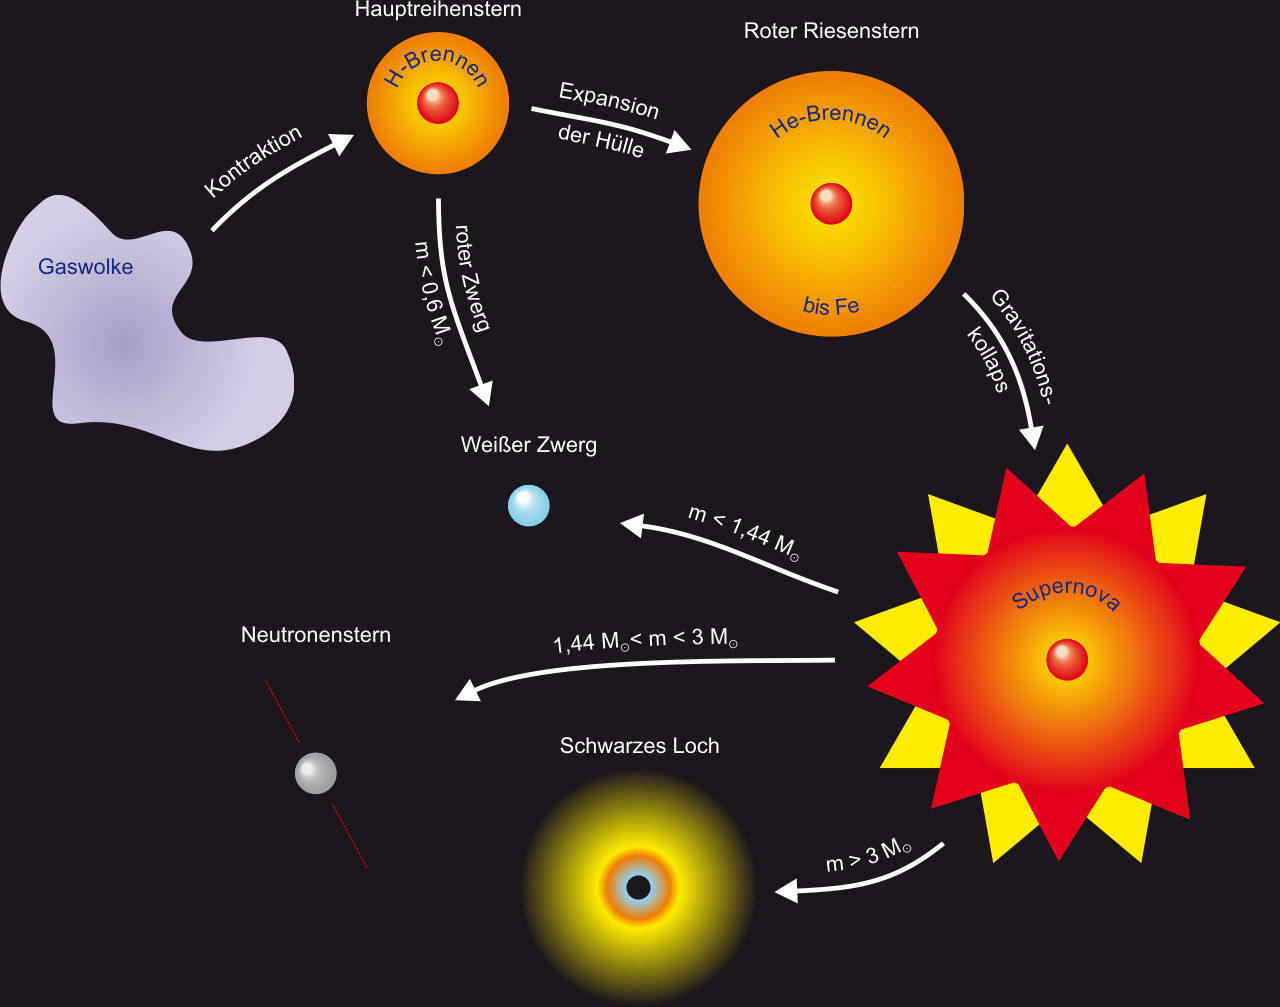 Hauptreihenstern
Roter Riesenstern
H-Brennen
Expansion
der Hülle
He-Brennen
bis Fe
Kontraktion
Gaswolke
roter Zwerg
m < 0,6 M☉
Gravitations-
kollaps
Weißer Zwerg
m < 1,44 M☉
Supernova
Neutronenstern
1,44 M☉< m < 3 M☉
Schwarzes Loch
m > 3 M☉